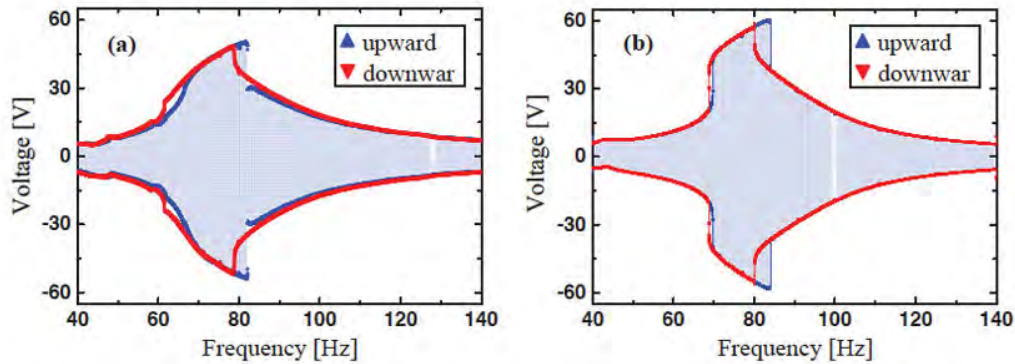 (a)
▲ upward
▼ downwar
Voltage [V]
60
30
0
-30
-60
40 60 80 100 120 140
Frequency [Hz]
(b)
▲ upward
▼ downwar
Voltage [V]
60
30
0
-30
-60
40 60 80 100 120 140
Frequency [Hz]